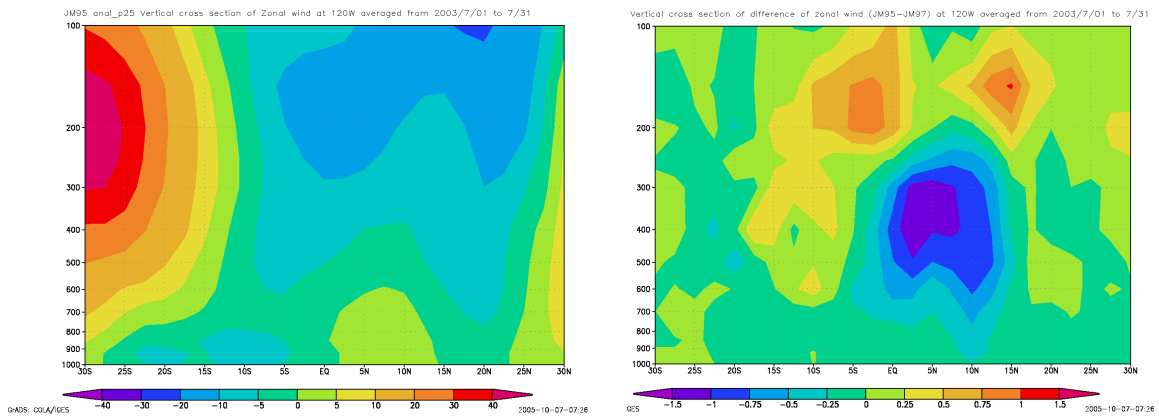 JM95 anal_p25 Vertical cross section of Zonal wind at 120W averaged from 2003/7/01 to 7/31
100
200
300
400
500
600
700
800
900
1000
30S 25S 20S 15S 10S 5S EQ 5N 10N 15N 20N 25N 30N
-40 -30 -20 -10 -5 0 5 10 20 30 40
GrADS: COLA/IGES
2005-10-07-07:26
Vertical cross section of difference of zonal wind (JM95-JM97) at 120W averaged from 2003/7/01 to 7/31
100
200
300
400
500
600
700
800
900
1000
30S 25S 20S 15S 10S 5S EQ 5N 10N 15N 20N 25N 30N
-1.5 -1 -0.75 -0.5 -0.25 0 0.25 0.5 0.75 1 1.5
GES
2005-10-07-07:26